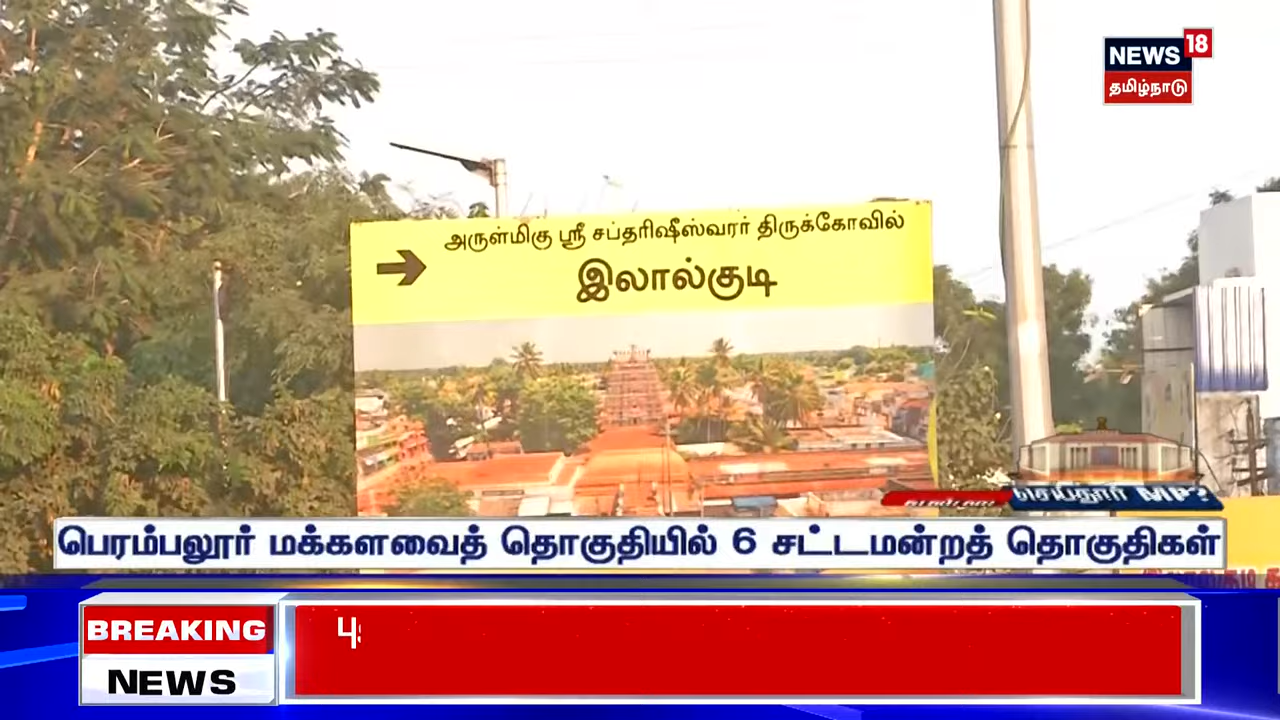 NEWS 18
தமிழ்நாடு
அருள்மிகு ஸ்ரீ சப்தரிஷீஸ்வரர் திருக்கோவில்
இலால்குடி
செய்தார் MP?
பெரம்பலூர் மக்களவைத் தொகுதியில் 6 சட்டமன்றத் தொகுதிகள்
BREAKING
NEWS